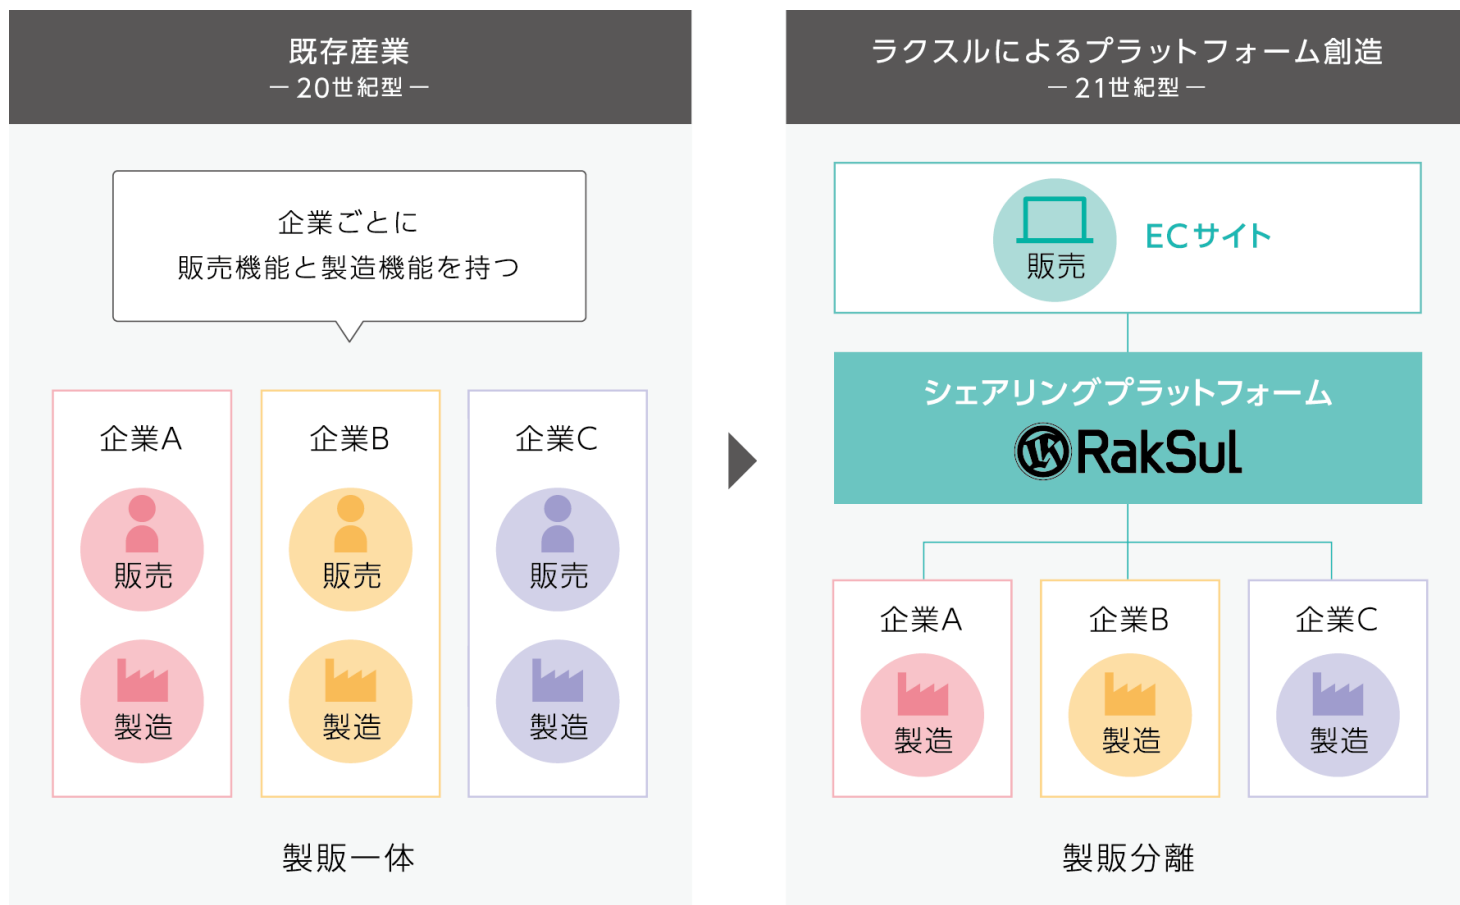 既存産業
― 20世紀型 ―
企業ごとに
販売機能と製造機能を持つ
企業A
販売
製造
企業B
販売
製造
企業C
販売
製造
製販一体
ラクスルによるプラットフォーム創造
― 21世紀型 ―
販売
ECサイト
シェアリングプラットフォーム
RakSul
企業A
製造
企業B
製造
企業C
製造
製販分離